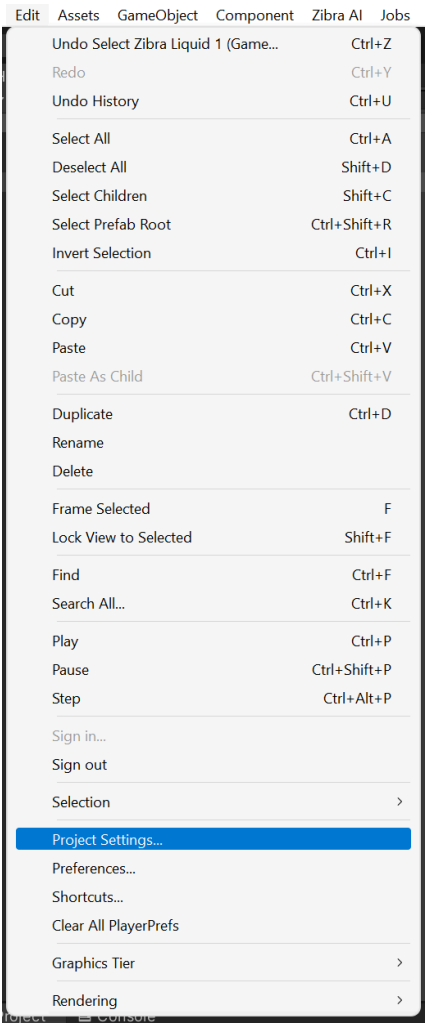 Edit Assets GameObject Component Zibra AI Jobs
Undo Select Zibra Liquid 1 (Game... Ctrl+Z
Redo Ctrl+Y
Undo History Ctrl+U
Select All Ctrl+A
Deselect All Shift+D
Select Children Shift+C
Select Prefab Root Ctrl+Shift+R
Invert Selection Ctrl+I
Cut Ctrl+X
Copy Ctrl+C
Paste Ctrl+V
Paste As Child Ctrl+Shift+V
Duplicate Ctrl+D
Rename
Delete
Frame Selected F
Lock View to Selected Shift+F
Find Ctrl+F
Search All... Ctrl+K
Play Ctrl+P
Pause Ctrl+Shift+P
Step Ctrl+Alt+P
Sign in...
Sign out
Selection
Project Settings...
Preferences...
Shortcuts...
Clear All PlayerPrefs
Graphics Tier
Rendering
Project Console